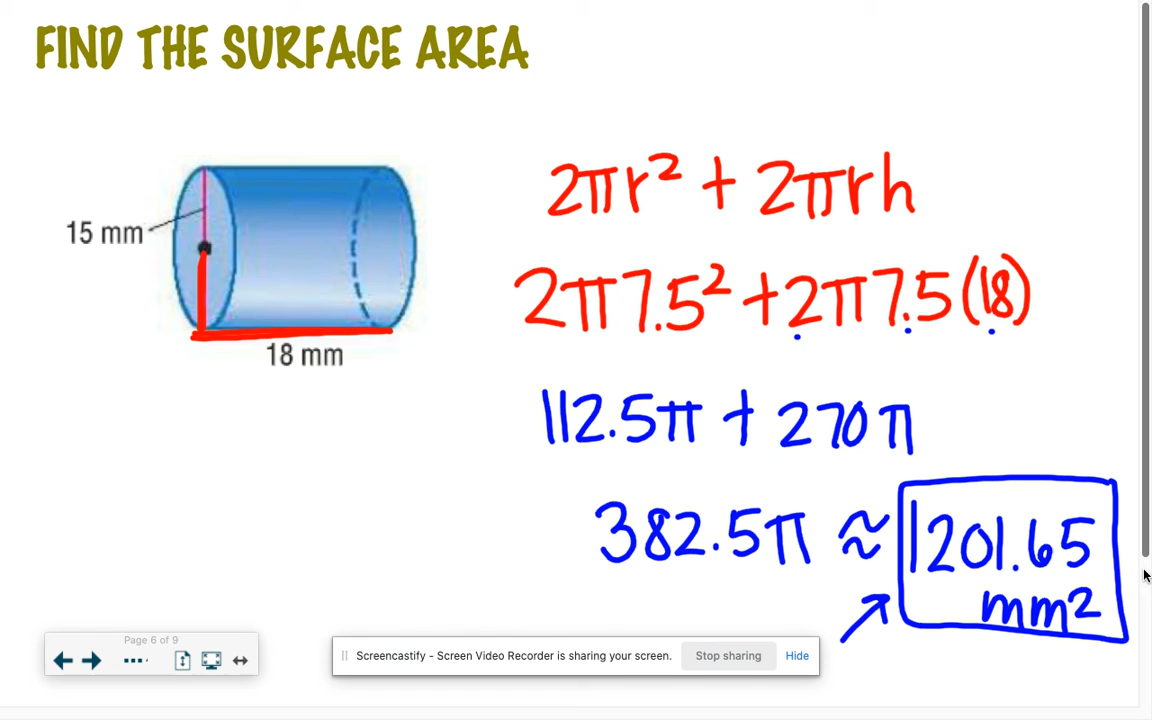 FIND THE SURFACE AREA
15 mm
18 mm
2πr² + 2πrh
2π7.5² + 2π7.5(18)
112.5π + 270π
382.5π ≈ 1201.65
mm²
Page 6 of 9
Screencastify - Screen Video Recorder is sharing your screen.
Stop sharing
Hide